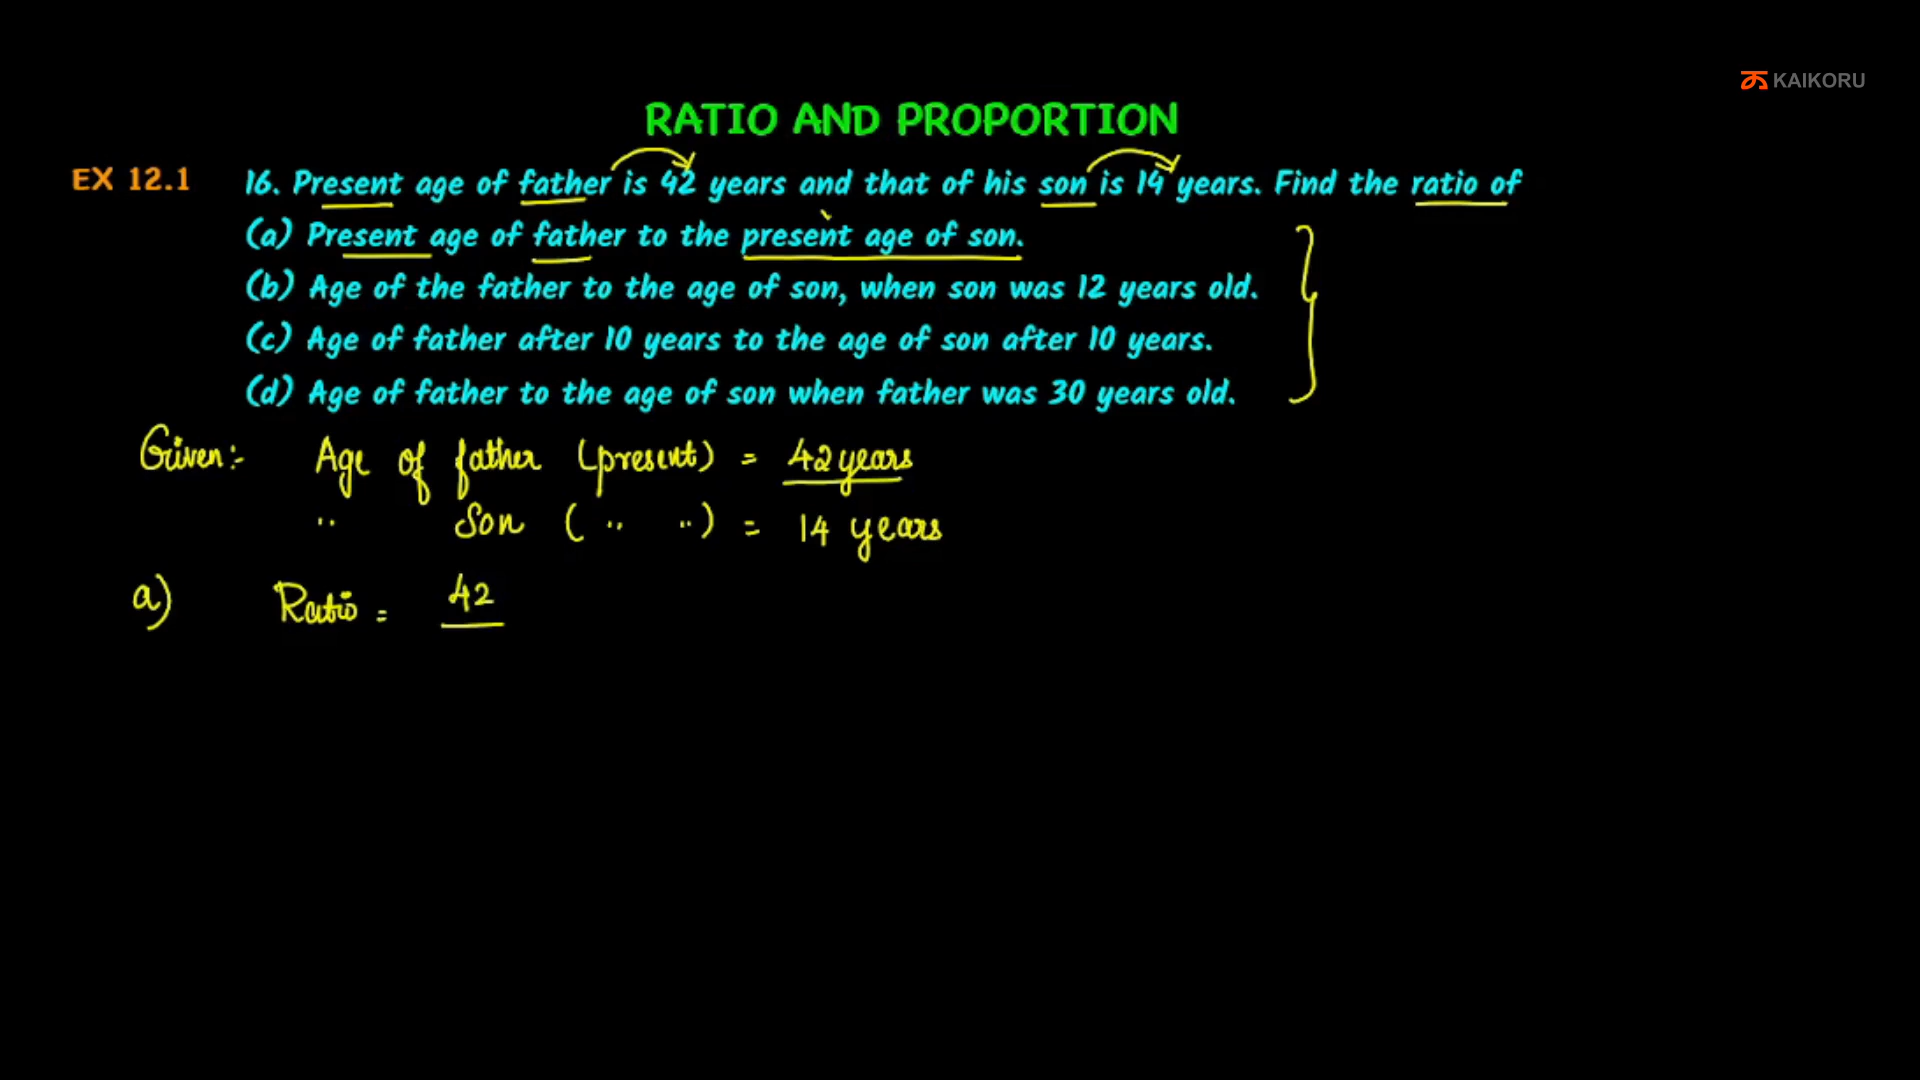 KAIKORU
RATIO AND PROPORTION
EX 12.1
16. Present age of father is 42 years and that of his son is 14 years. Find the ratio of
(a) Present age of father to the present age of son.
(b) Age of the father to the age of son, when son was 12 years old.
(c) Age of father after 10 years to the age of son after 10 years.
(d) Age of father to the age of son when father was 30 years old.
Given:- Age of father (present) = 42 years
" Son ( " " ) = 14 years
a) Ratio = 42